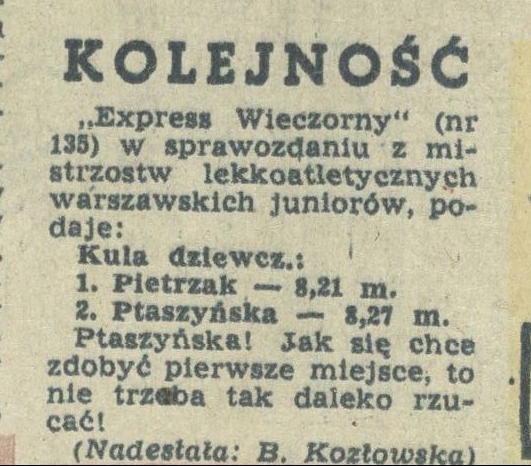 KOLEJNOŚĆ
„Express Wieczorny“ (nr
135) w sprawozdaniu z mi-
strzostw lekkoatletycznych
warszawskich juniorów, po-
daje:
Kula dziewcz.:
1. Pietrzak — 8,21 m.
2. Ptaszyńska — 8,27 m.
Ptaszyńska! Jak się chce
zdobyć pierwsze miejsce, to
nie trzeba tak daleko rzu-
cać!
(Nadesłała: B. Kozłowska)